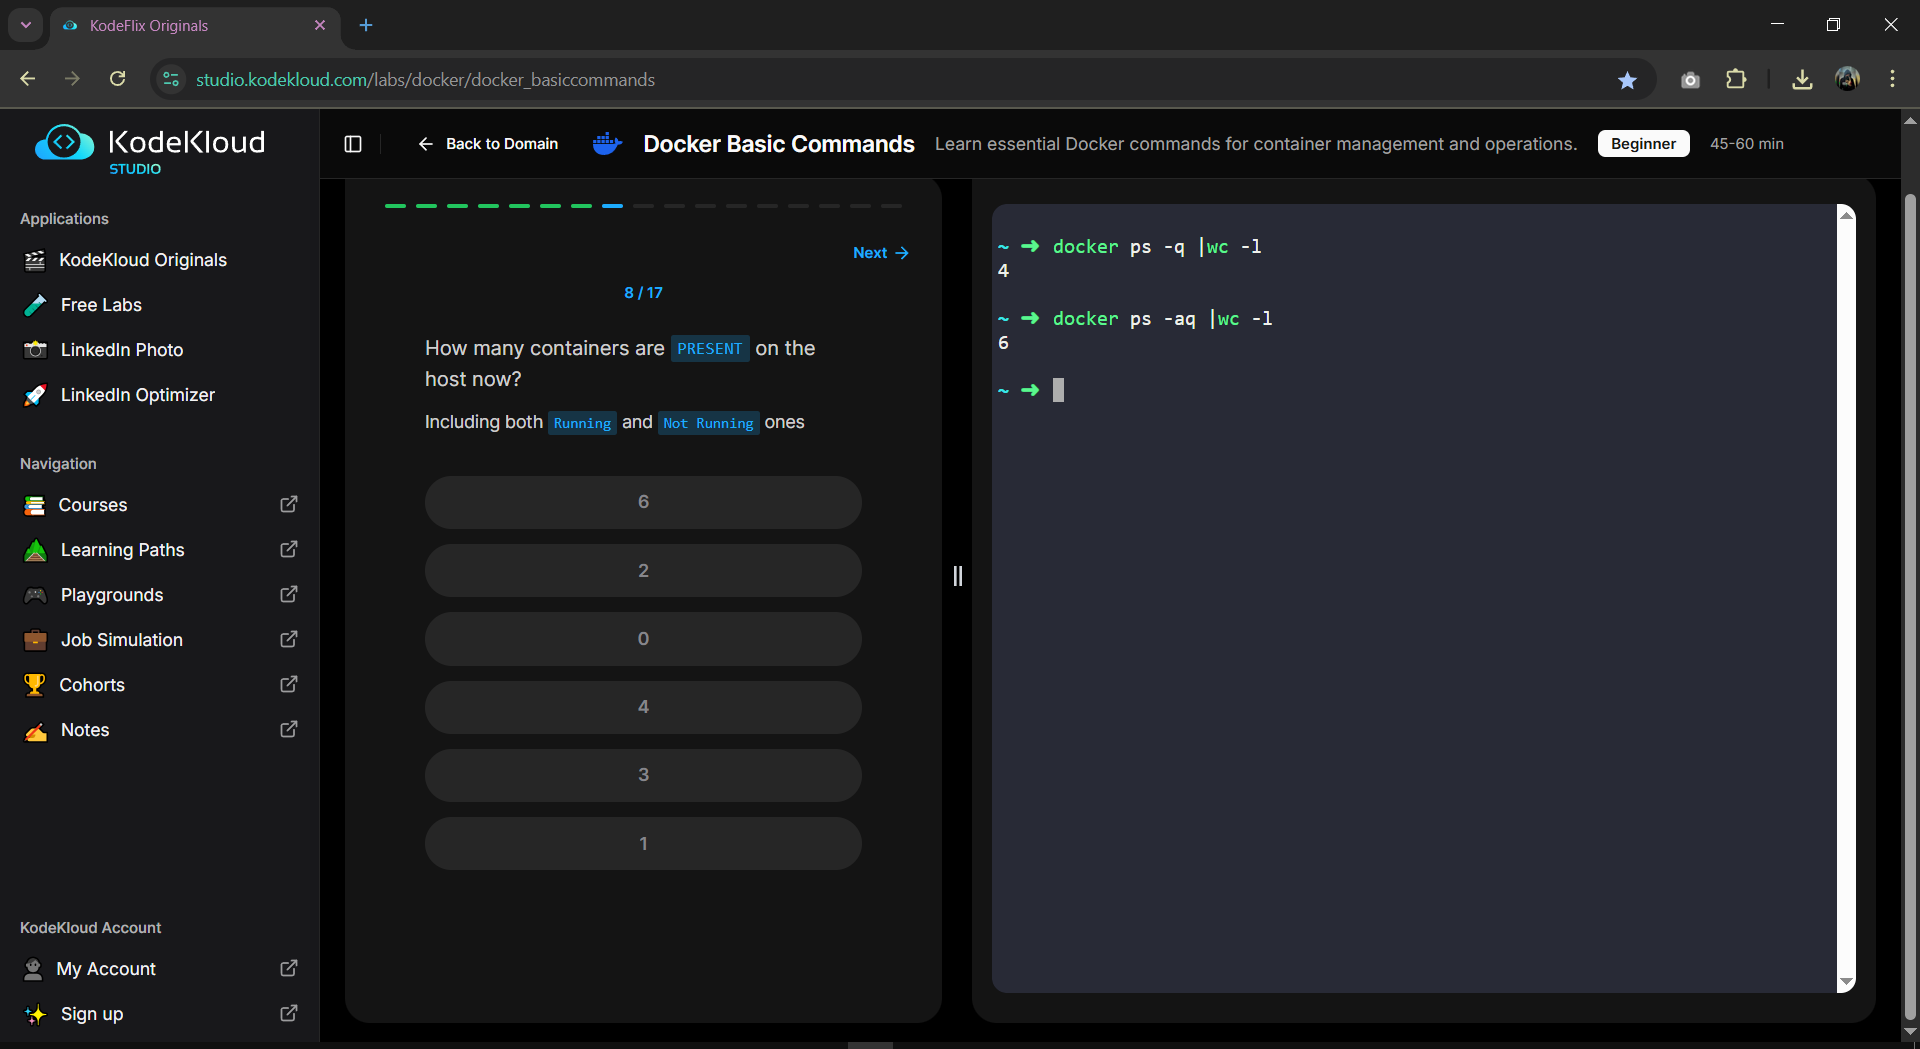 KodeFlix Originals
studio.kodekloud.com/labs/docker/docker_basiccommands
KodeKloud
STUDIO
Back to Domain
Docker Basic Commands
Learn essential Docker commands for container management and operations.
Beginner
45-60 min
Applications
KodeKloud Originals
Free Labs
LinkedIn Photo
LinkedIn Optimizer
Navigation
Courses
Learning Paths
Playgrounds
Job Simulation
Cohorts
Notes
KodeKloud Account
My Account
Sign up
Next →
8 / 17
How many containers are PRESENT on the
host now?
Including both Running and Not Running ones
6
2
0
4
3
1
~ ➜ docker ps -q |wc -l
4
~ ➜ docker ps -aq |wc -l
6
~ ➜